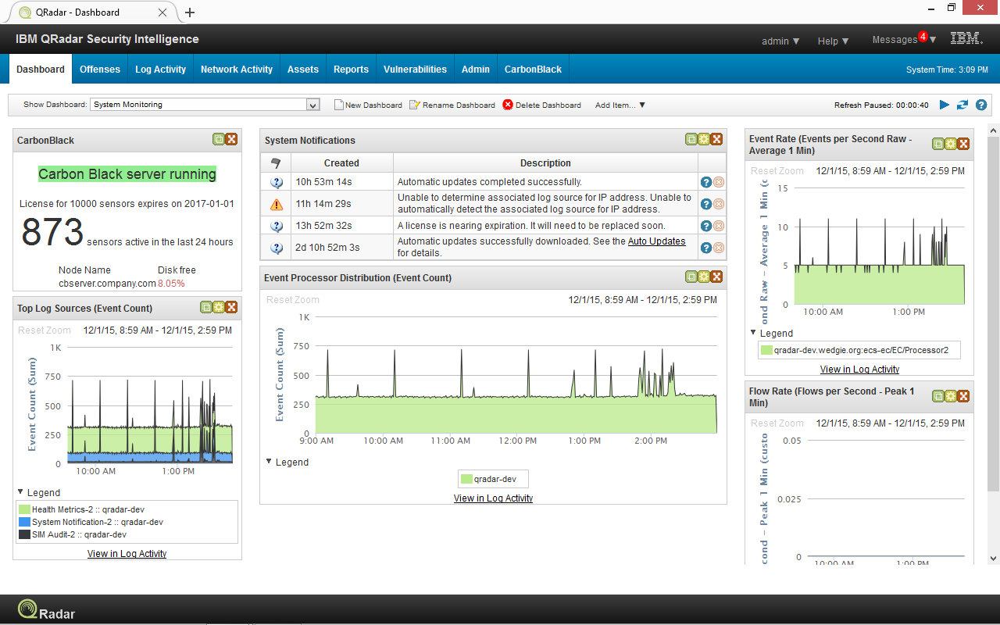 QRadar - Dashboard
IBM QRadar Security Intelligence
admin ▼
Help ▼
Messages 4 ▼
IBM.
Dashboard
Offenses
Log Activity
Network Activity
Assets
Reports
Vulnerabilities
Admin
CarbonBlack
System Time: 3:09 PM
Show Dashboard: System Monitoring
New Dashboard
Rename Dashboard
Delete Dashboard
Add Item... ▼
Refresh Paused: 00:00:40
CarbonBlack
Carbon Black server running
License for 10000 sensors expires on 2017-01-01
873 sensors active in the last 24 hours
Node Name Disk free
cbserver.company.com 8.05%
Top Log Sources (Event Count)
Reset Zoom 12/1/15, 8:59 AM - 12/1/15, 2:59 PM
Event Count (Sum)
1K
750
500
250
0
10:00 AM 1:00 PM
Legend
Health Metrics-2 :: qradar-dev
System Notification-2 :: qradar-dev
SIM Audit-2 :: qradar-dev
View in Log Activity
System Notifications
Created Description
10h 53m 14s Automatic updates completed successfully.
11h 14m 29s Unable to determine associated log source for IP address. Unable to
automatically detect the associated log source for IP address.
13h 52m 32s A license is nearing expiration. It will need to be replaced soon.
2d 10h 52m 3s Automatic updates successfully downloaded. See the Auto Updates
for details.
Event Processor Distribution (Event Count)
Reset Zoom 12/1/15, 8:59 AM - 12/1/15, 2:59 PM
Event Count (Sum)
1K
750
500
250
0
9:00 AM 10:00 AM 11:00 AM 12:00 PM 1:00 PM 2:00 PM
Legend
qradar-dev
View in Log Activity
Event Rate (Events per Second Raw -
Average 1 Min)
Reset Zoom 12/1/15, 8:59 AM - 12/1/15, 2:59 PM
ond Raw - Average 1 Min (c
15
10
5
0
10:00 AM 1:00 PM
Legend
qradar-dev.wedgie.org:ecs-ec/EC/Processor2
View in Log Activity
Flow Rate (Flows per Second - Peak 1
Min)
Reset Zoom 12/1/15, 8:59 AM - 12/1/15, 2:59 PM
cond - Peak 1 Min (custo
0.05
0.025
0
10:00 AM 1:00 PM
QRadar